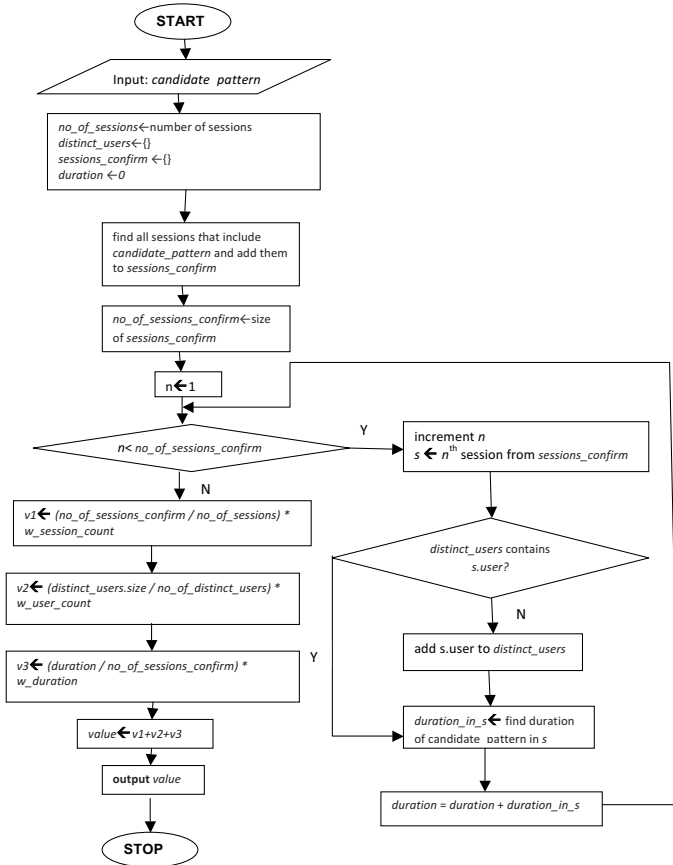 START
Input: candidate pattern
no_of_sessions←number of sessions
distinct_users←{}
sessions_confirm ←{}
duration ←0
find all sessions that include
candidate_pattern and add them
to sessions_confirm
no_of_sessions_confirm←size
of sessions_confirm
n←1
n< no_of_sessions_confirm
Y
N
increment n
s ← nth session from sessions_confirm
v1← (no_of_sessions_confirm / no_of_sessions) *
w_session_count
distinct_users contains
s.user?
v2← (distinct_users.size / no_of_distinct_users) *
w_user_count
N
add s.user to distinct_users
Y
v3← (duration / no_of_sessions_confirm) *
w_duration
duration_in_s← find duration
of candidate_pattern in s
value← v1+v2+v3
output value
duration = duration + duration_in_s
STOP